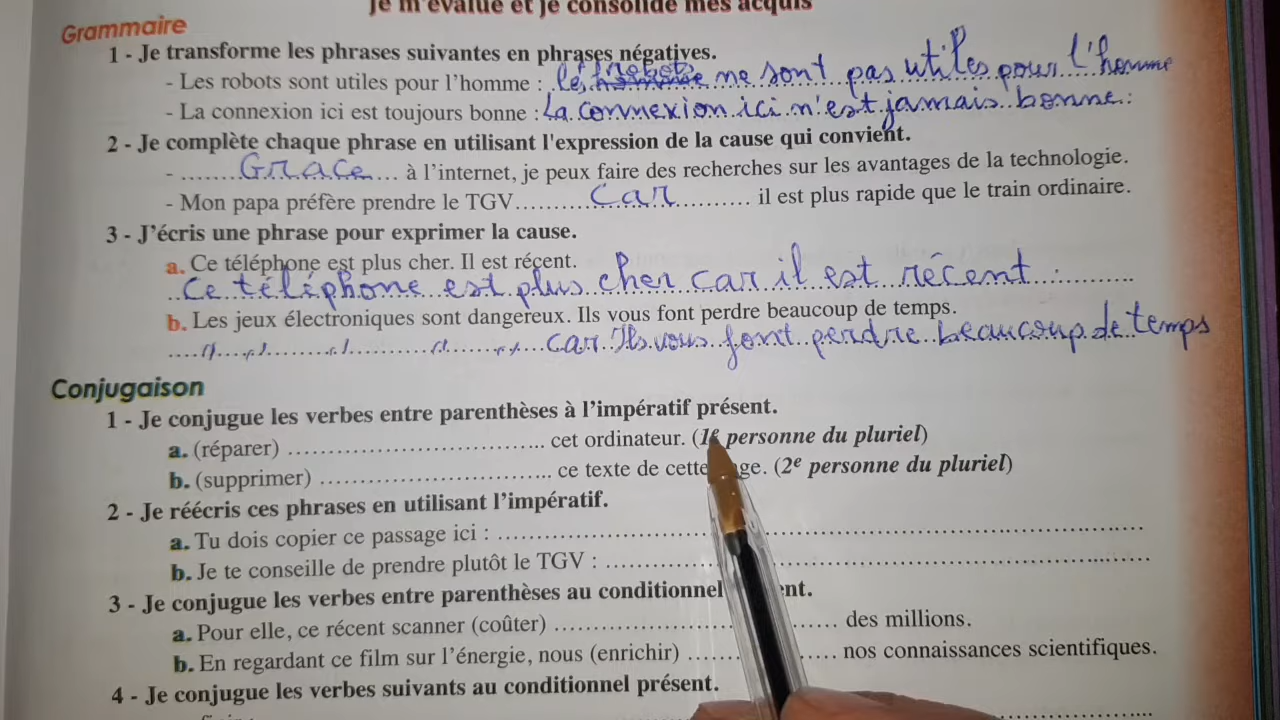 je m'évalue et je consolide mes acquis
Grammaire
1 - Je transforme les phrases suivantes en phrases négatives.
- Les robots sont utiles pour l'homme : Les robots ne sont pas utiles pour l'homme
- La connexion ici est toujours bonne : La connexion ici n'est jamais bonne.
2 - Je complète chaque phrase en utilisant l'expression de la cause qui convient.
- ........ Grace ... à l'internet, je peux faire des recherches sur les avantages de la technologie.
- Mon papa préfère prendre le TGV............ car ............ il est plus rapide que le train ordinaire.
3 - J'écris une phrase pour exprimer la cause.
a. Ce téléphone est plus cher. Il est récent.
Ce téléphone est plus cher car il est récent.
b. Les jeux électroniques sont dangereux. Ils vous font perdre beaucoup de temps.
car Ils vous font perdre beaucoup de temps
Conjugaison
1 - Je conjugue les verbes entre parenthèses à l'impératif présent.
a. (réparer) .................................... cet ordinateur. (1e personne du pluriel)
b. (supprimer) ................................ ce texte de cette page. (2e personne du pluriel)
2 - Je réécris ces phrases en utilisant l'impératif.
a. Tu dois copier ce passage ici : ....................................
b. Je te conseille de prendre plutôt le TGV : ....................................
3 - Je conjugue les verbes entre parenthèses au conditionnel présent.
a. Pour elle, ce récent scanner (coûter) .................................... des millions.
b. En regardant ce film sur l'énergie, nous (enrichir) .................... nos connaissances scientifiques.
4 - Je conjugue les verbes suivants au conditionnel présent.